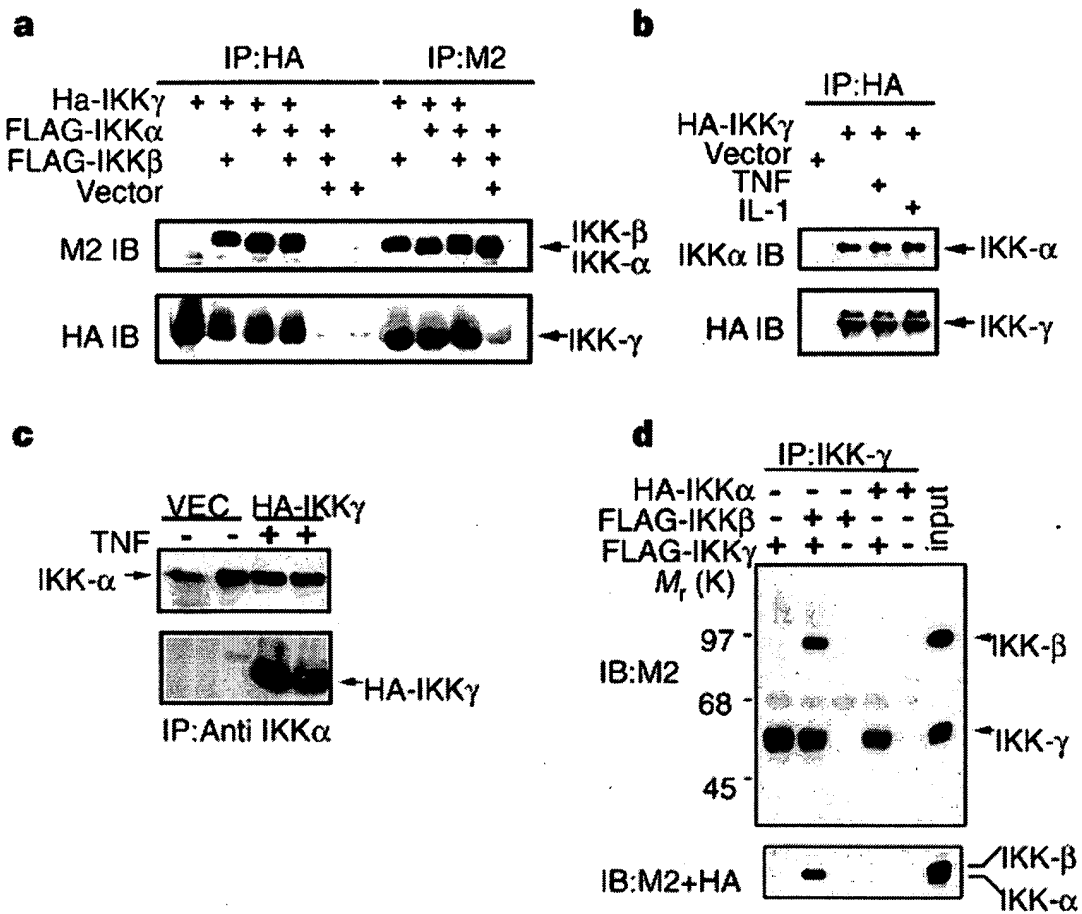 a
IP:HA IP:M2
Ha-IKKγ + + + + + + +
FLAG-IKKα + + + + + +
FLAG-IKKβ + + + + + +
Vector + + +
M2 IB
IKK-β
IKK-α
HA IB
IKK-γ
b
IP:HA
HA-IKKγ + + +
Vector +
TNF +
IL-1 +
IKKα IB
IKK-α
HA IB
IKK-γ
c
VEC HA-IKKγ
TNF - - + +
IKK-α
HA-IKKγ
IP:Anti IKKα
d
IP:IKK-γ
HA-IKKα - - - + + input
FLAG-IKKβ - + + - -
FLAG-IKKγ + + - + -
Mr (K)
97
IKK-β
IB:M2
68
IKK-γ
45
IB:M2+HA
IKK-β
IKK-α